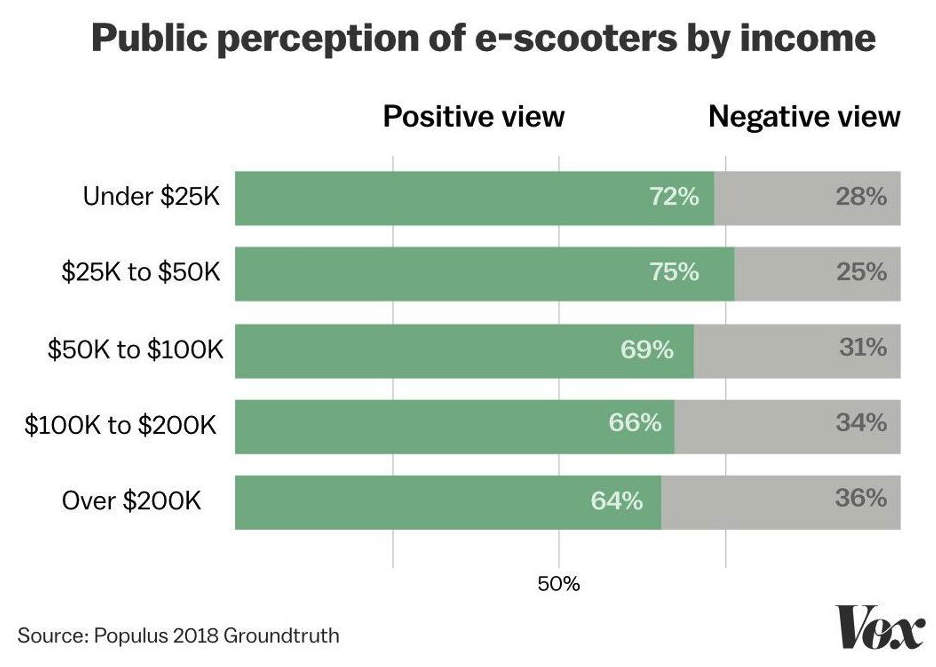 Public perception of e-scooters by income
Positive view Negative view
Under $25K 72% 28%
$25K to $50K 75% 25%
$50K to $100K 69% 31%
$100K to $200K 66% 34%
Over $200K 64% 36%
50%
Source: Populus 2018 Groundtruth
Vox